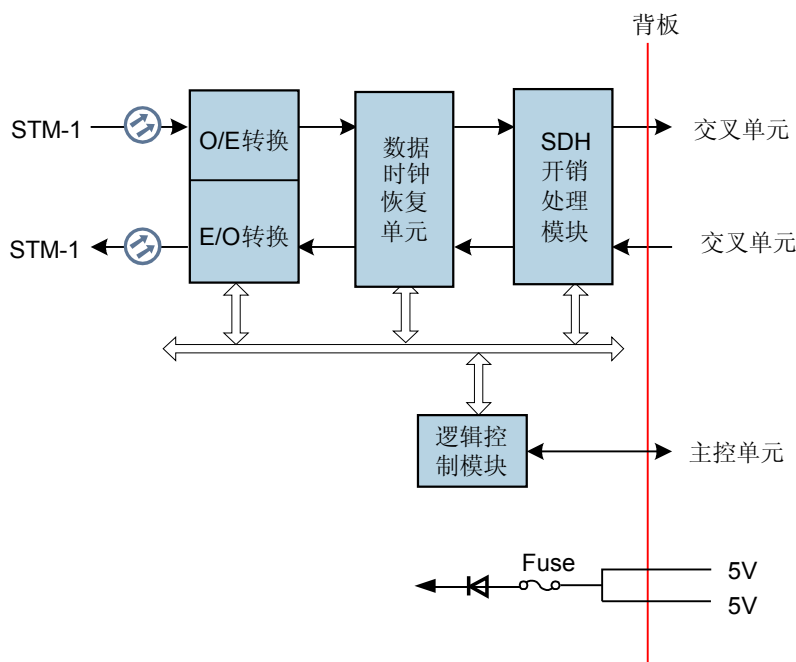 背板
STM-1
O/E转换
数据
时钟
恢复
单元
SDH
开销
处理
模块
交叉单元
STM-1
E/O转换
交叉单元
逻辑控
制模块
主控单元
Fuse
5V
5V